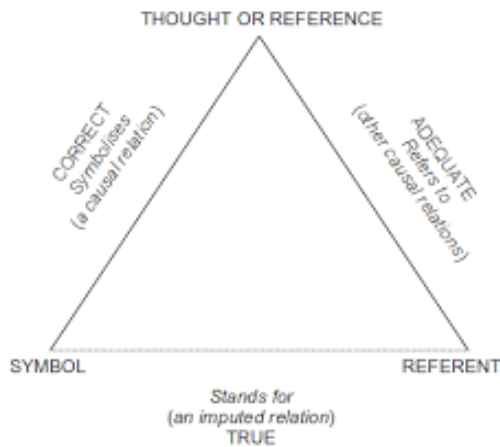 THOUGHT OR REFERENCE
CORRECT
Symbolises
(a causal relation)
ADEQUATE
Refers to
(other causal relations)
SYMBOL
REFERENT
Stands for
(an imputed relation)
TRUE